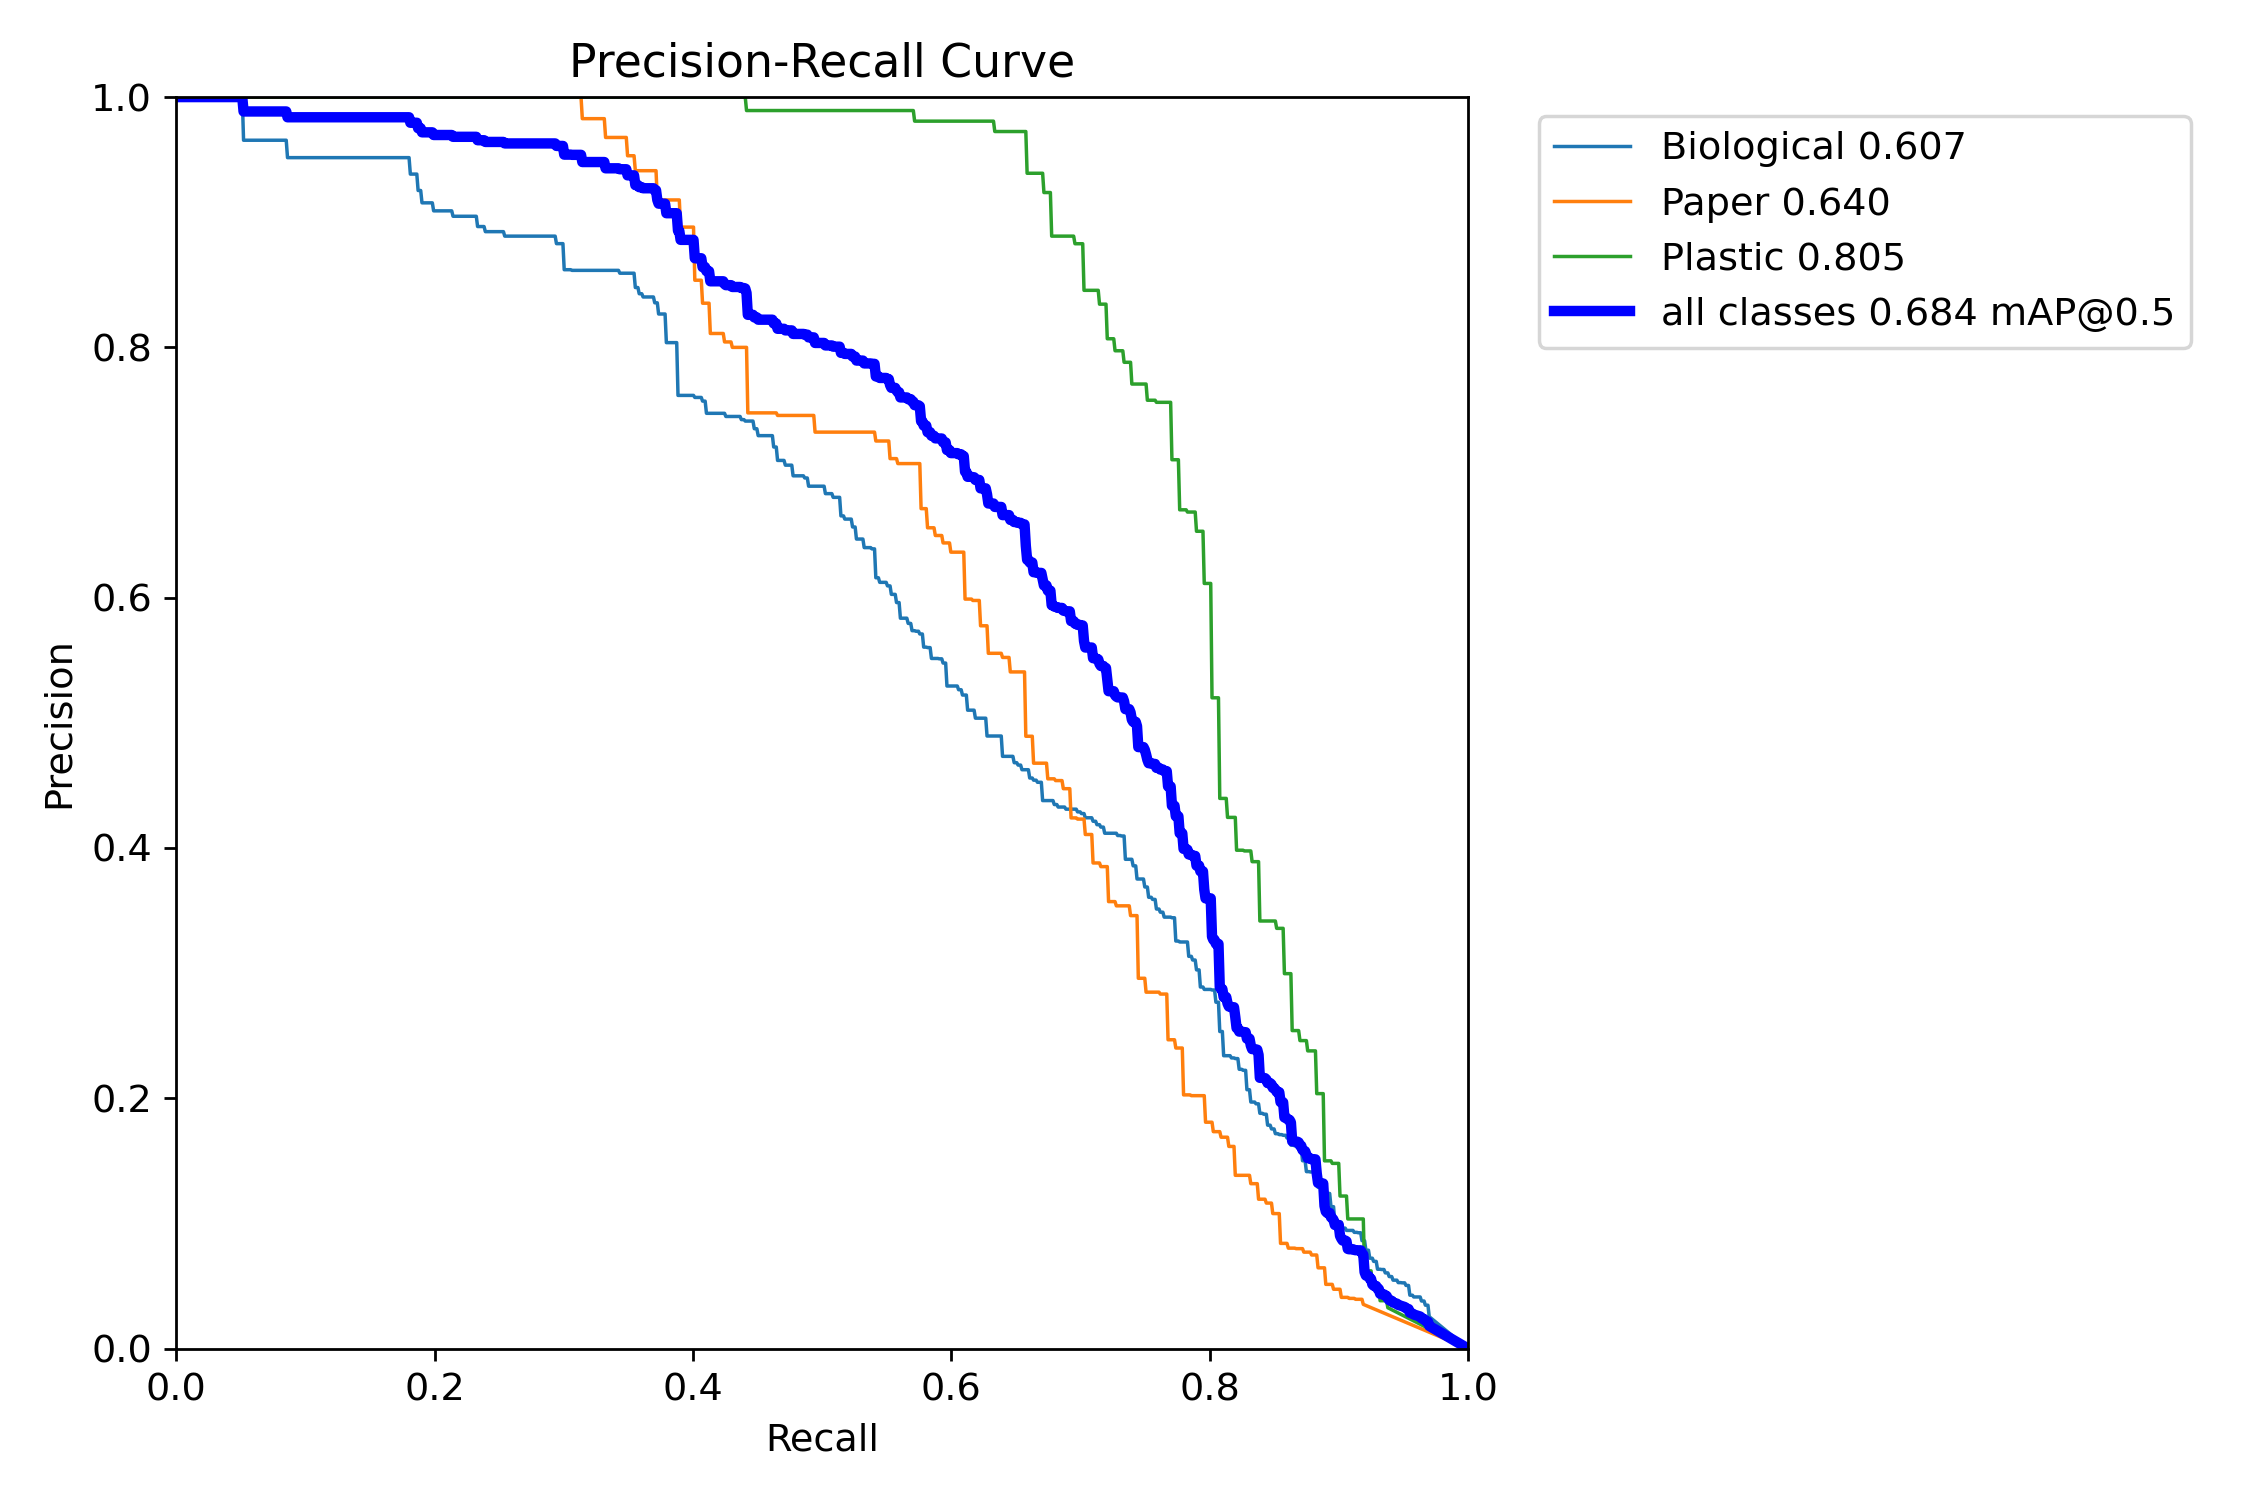 Precision-Recall Curve
1.0
0.8
0.6
0.4
0.2
0.0
Precision
0.0 0.2 0.4 0.6 0.8 1.0
Recall
Biological 0.607
Paper 0.640
Plastic 0.805
all classes 0.684 mAP@0.5